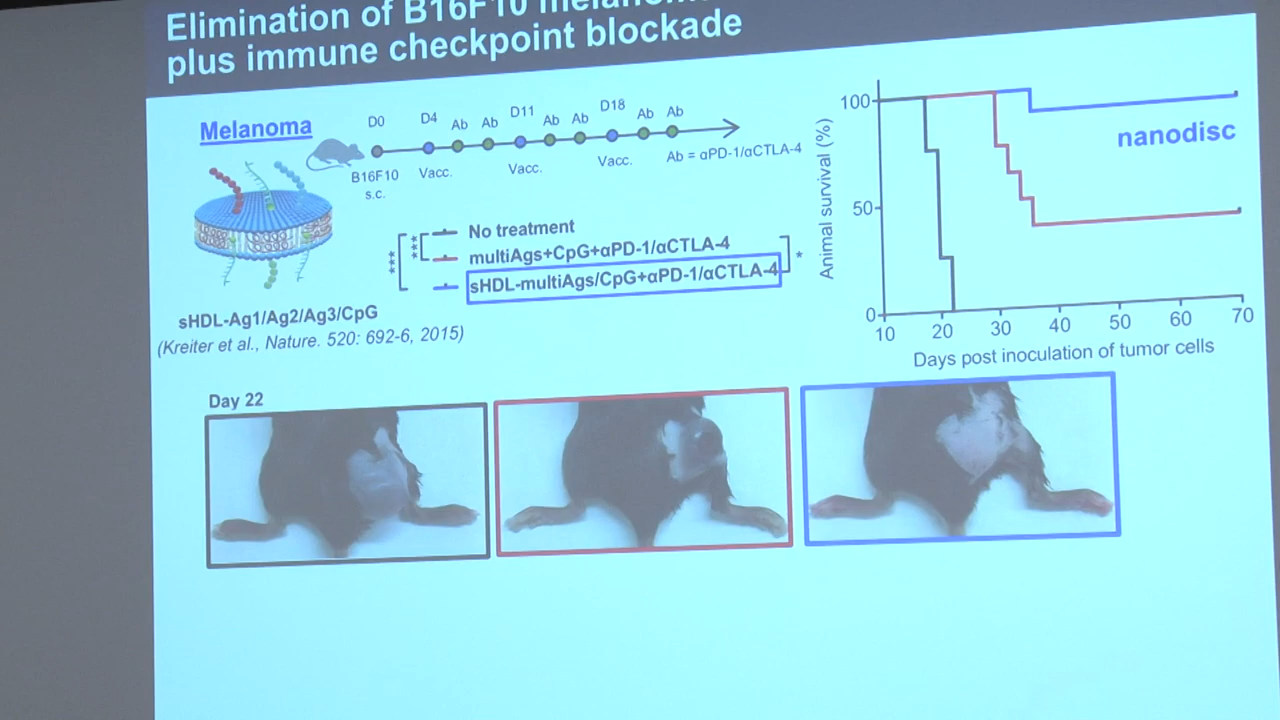 Elimination of B16F10
plus immune checkpoint blockade
Melanoma
D0
D4
Ab
Ab
D11
Ab
Ab
D18
Ab
Ab
B16F10
s.c.
Vacc.
Vacc.
Vacc.
Ab = αPD-1/αCTLA-4
***
***
No treatment
multiAgs+CpG+αPD-1/αCTLA-4
sHDL-multiAgs/CpG+αPD-1/αCTLA-4
*
sHDL-Ag1/Ag2/Ag3/CpG
(Kreiter et al., Nature. 520: 692-6, 2015)
Animal survival (%)
100
50
0
nanodisc
10 20 30 40 50 60 70
Days post inoculation of tumor cells
Day 22